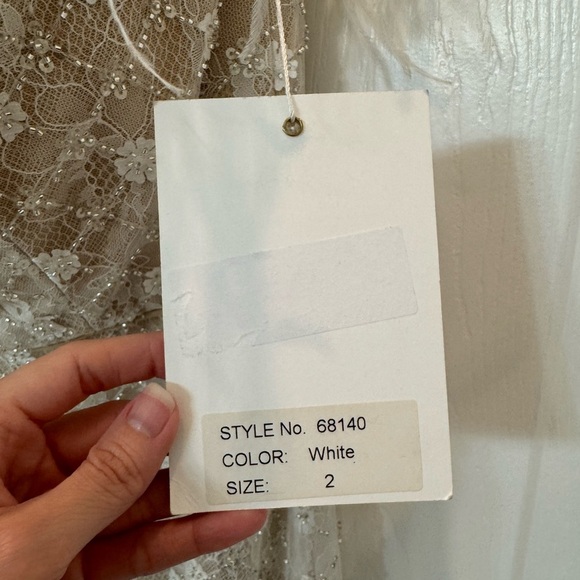 STYLE No. 68140
COLOR: White
SIZE: 2